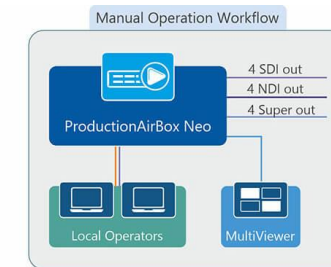 Manual Operation Workflow
4 SDI out
4 NDI out
4 Super out
ProductionAirBox Neo
Local Operators
MultiViewer